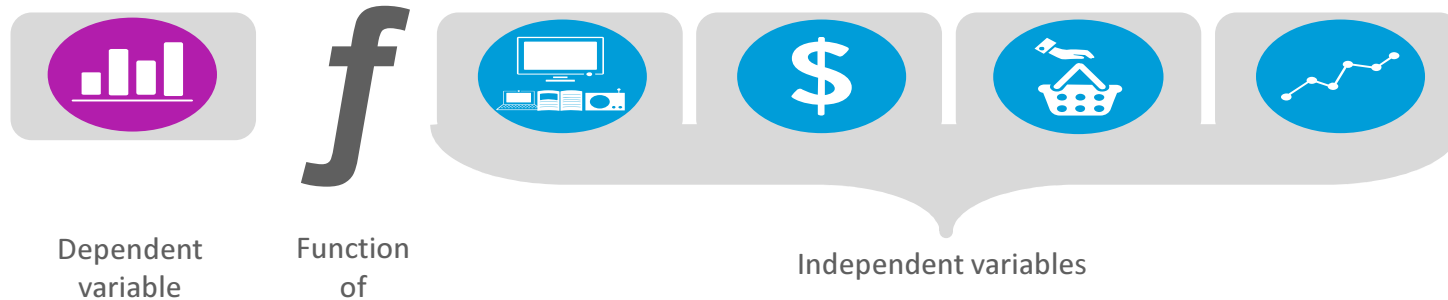 f
$
Dependent
variable
Function
of
Independent variables